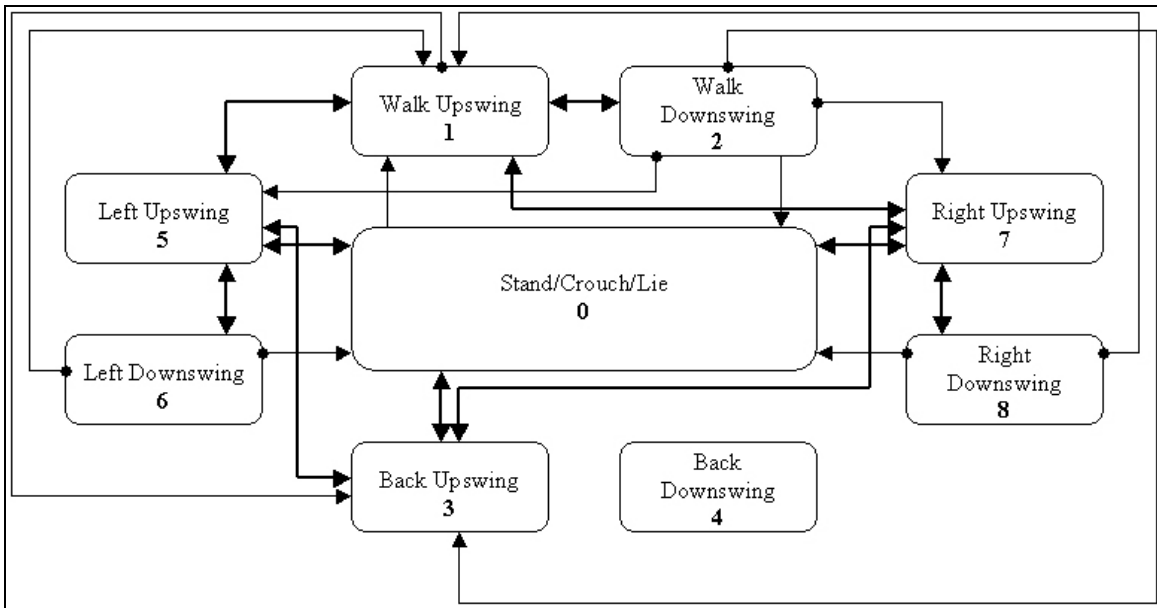 Walk Upswing
1
Walk
Downswing
2
Left Upswing
5
Right Upswing
7
Stand/Crouch/Lie
0
Left Downswing
6
Right
Downswing
8
Back Upswing
3
Back
Downswing
4